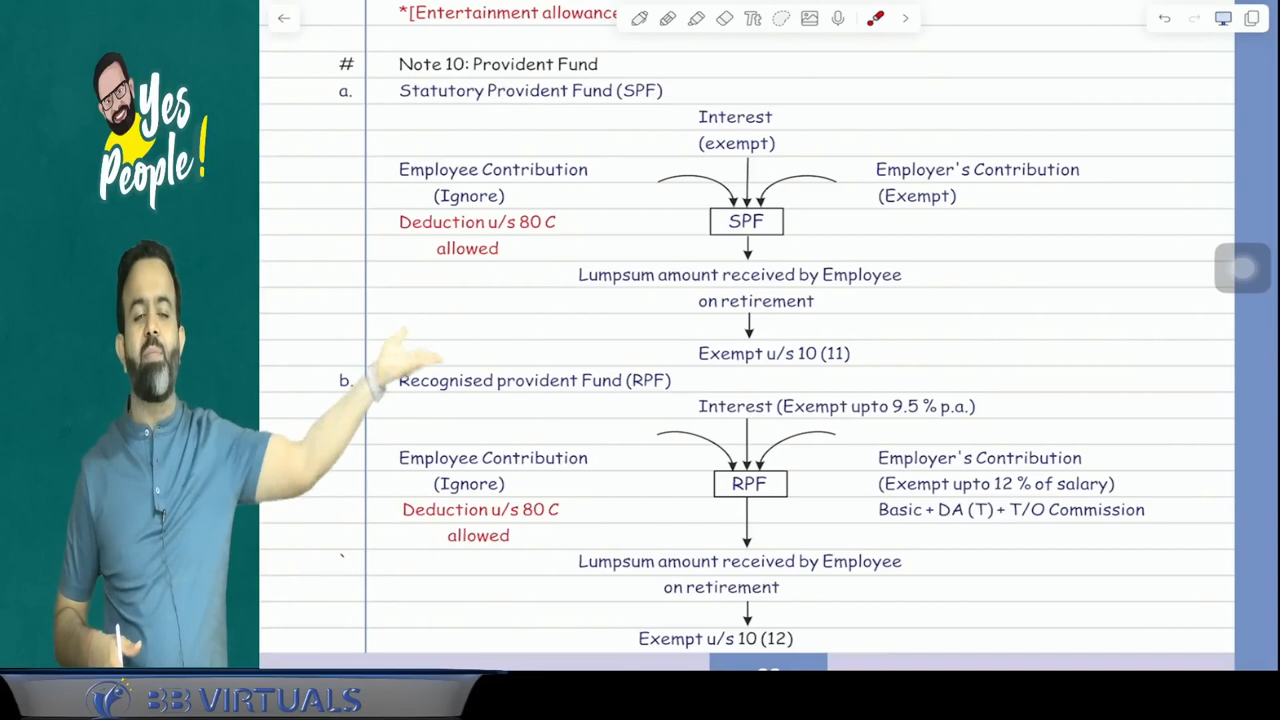 *[Entertainment allowance
Tt
# Note 10: Provident Fund
a. Statutory Provident Fund (SPF)
Interest
(exempt)
Employee Contribution
(Ignore)
Deduction u/s 80 C
allowed
Employer's Contribution
(Exempt)
SPF
Lumpsum amount received by Employee
on retirement
Exempt u/s 10 (11)
b. Recognised provident Fund (RPF)
Interest (Exempt upto 9.5 % p.a.)
Employee Contribution
(Ignore)
Deduction u/s 80 C
allowed
Employer's Contribution
(Exempt upto 12 % of salary)
Basic + DA (T) + T/O Commission
RPF
Lumpsum amount received by Employee
on retirement
Exempt u/s 10 (12)
Yes
People!
BB VIRTUALS